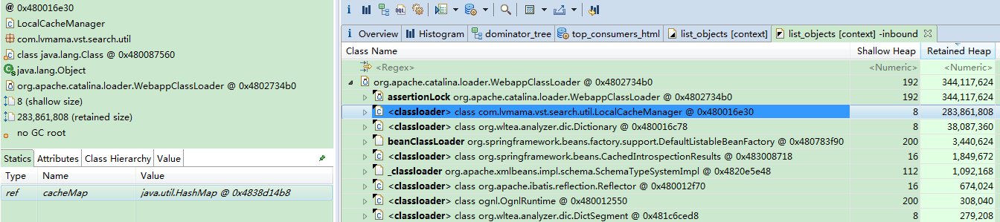 @ 0x480016e30
LocalCacheManager
com.lvmama.vst.search.util
class java.lang.Class @ 0x480087560
java.lang.Object
org.apache.catalina.loader.WebappClassLoader @ 0x4802734b0
8 (shallow size)
283,861,808 (retained size)
no GC root
Statics Attributes Class Hierarchy Value
Type Name Value
ref cacheMap java.util.HashMap @ 0x4838d14b8
i Overview Histogram dominator_tree top_consumers_html list_objects [context] list_objects [context] -inbound
Class Name Shallow Heap Retained Heap
<Regex> <Numeric> <Numeric>
org.apache.catalina.loader.WebappClassLoader @ 0x4802734b0 192 344,117,624
assertionLock org.apache.catalina.loader.WebappClassLoader @ 0x4802734b0 192 344,117,624
<classloader> class com.lvmama.vst.search.util.LocalCacheManager @ 0x480016e30 8 283,861,808
<classloader> class org.wltea.analyzer.dic.Dictionary @ 0x480016c78 8 38,087,360
beanClassLoader org.springframework.beans.factory.support.DefaultListableBeanFactory @ 0x480783f90 200 3,440,624
<classloader> class org.springframework.beans.CachedIntrospectionResults @ 0x483008718 16 1,849,672
_classloader org.apache.xmlbeans.impl.schema.SchemaTypeSystemImpl @ 0x4820e5e48 112 1,092,168
<classloader> class org.apache.ibatis.reflection.Reflector @ 0x480012f70 16 674,024
<classloader> class ognl.OgnlRuntime @ 0x480012550 200 308,040
<classloader> class org.wltea.analyzer.dic.DictSegment @ 0x481c6ced8 8 279,208